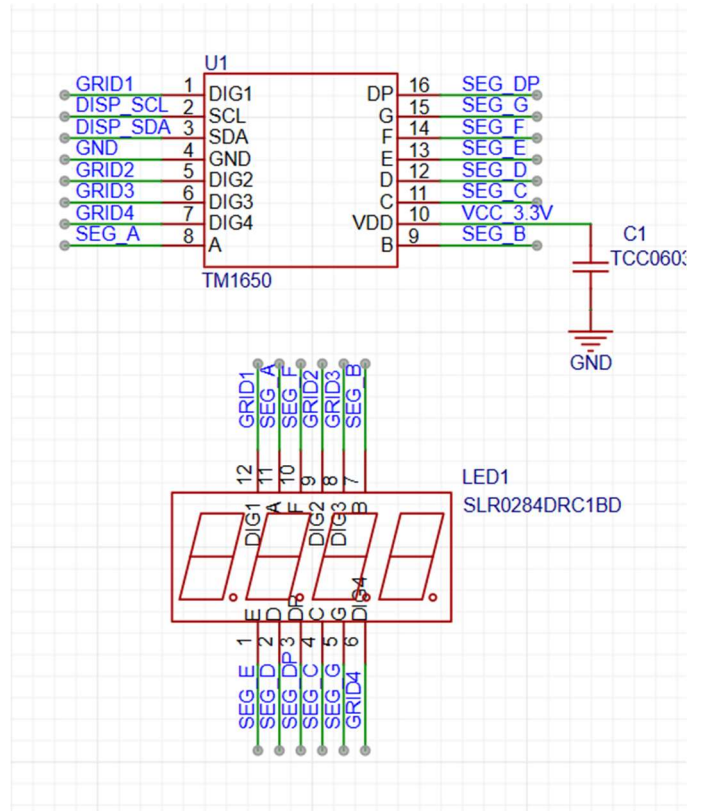 U1
GRID1 1 DIG1 DP 16 SEG_DP
DISP_SCL 2 SCL G 15 SEG_G
DISP_SDA 3 SDA F 14 SEG_F
GND 4 GND E 13 SEG_E
GRID2 5 DIG2 D 12 SEG_D
GRID3 6 DIG3 C 11 SEG_C
GRID4 7 DIG4 VDD 10 VCC_3.3V
SEG_A 8 A B 9 SEG_B
TM1650
C1
TCC0603
GND
GRID1 SEG_A SEG_F GRID2 GRID3 SEG_B
12 11 10 9 8 7
DIG1 A F DIG2 DIG3 B
LED1
SLR0284DRC1BD
E D DP C G DIG4
1 2 3 4 5 6
SEG_E SEG_D SEG_DP SEG_C SEG_G GRID4